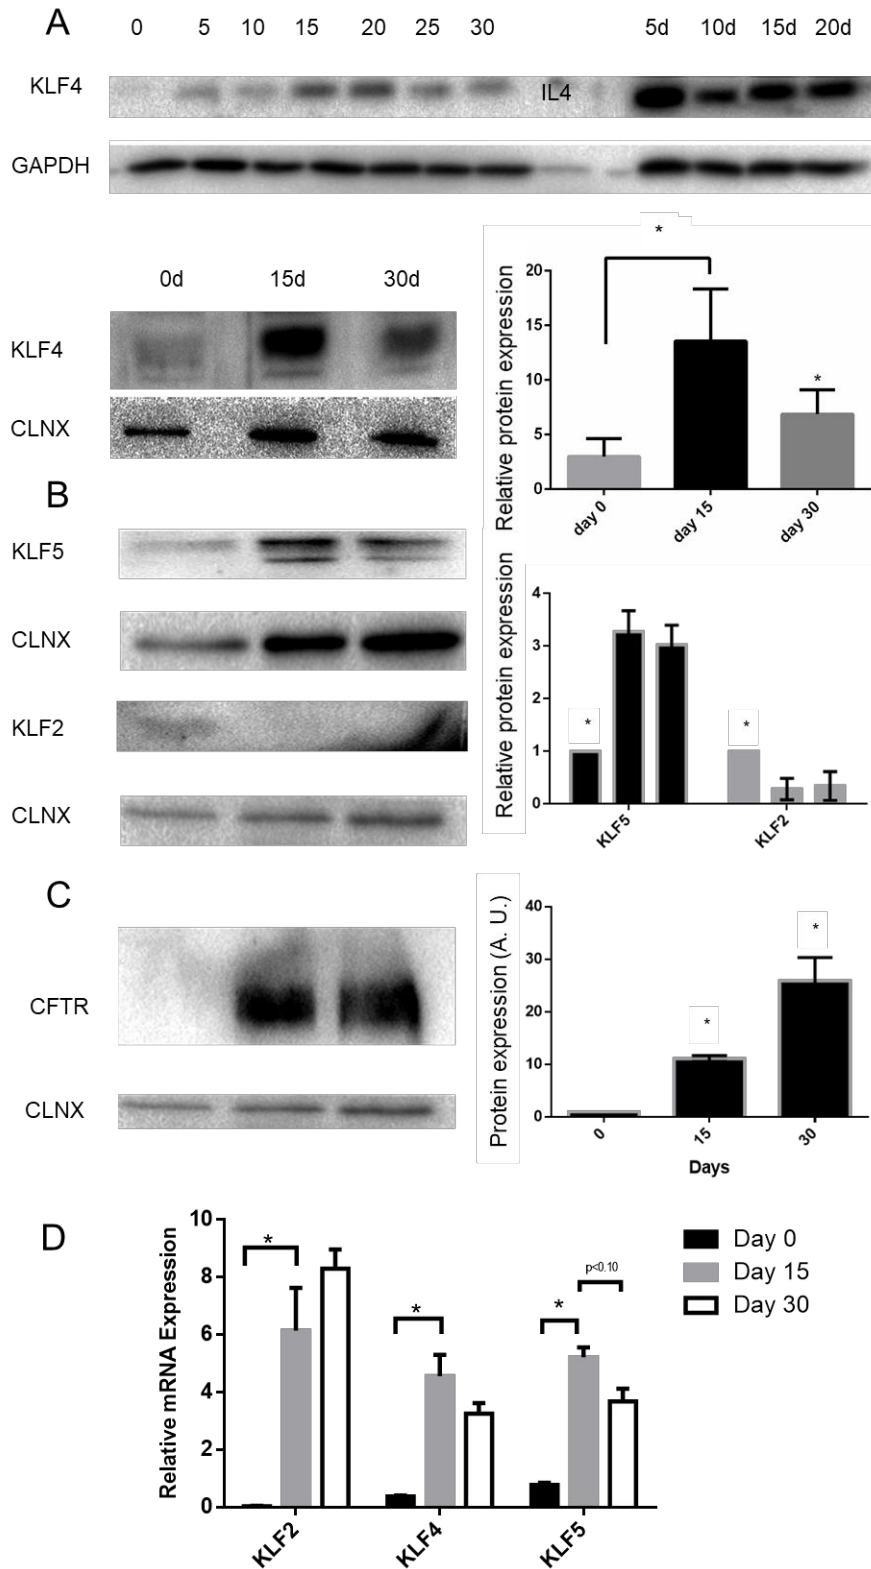 A
0 5 10 15 20 25 30 5d 10d 15d 20d
KLF4
IL4
GAPDH
0d 15d 30d
KLF4
CLNX
Relative protein expression
20
15
10
5
0
*
*
day 0 day 15 day 30
B
KLF5
CLNX
KLF2
CLNX
Relative protein expression
4
3
2
1
0
* *
KLF5 KLF2
C
CFTR
CLNX
Protein expression (A. U.)
40
30
20
10
0
*
*
0 15 30
Days
D
Relative mRNA Expression
10
8
6
4
2
0
*
*
*
p<0.10
KLF2 KLF4 KLF5
Day 0
Day 15
Day 30